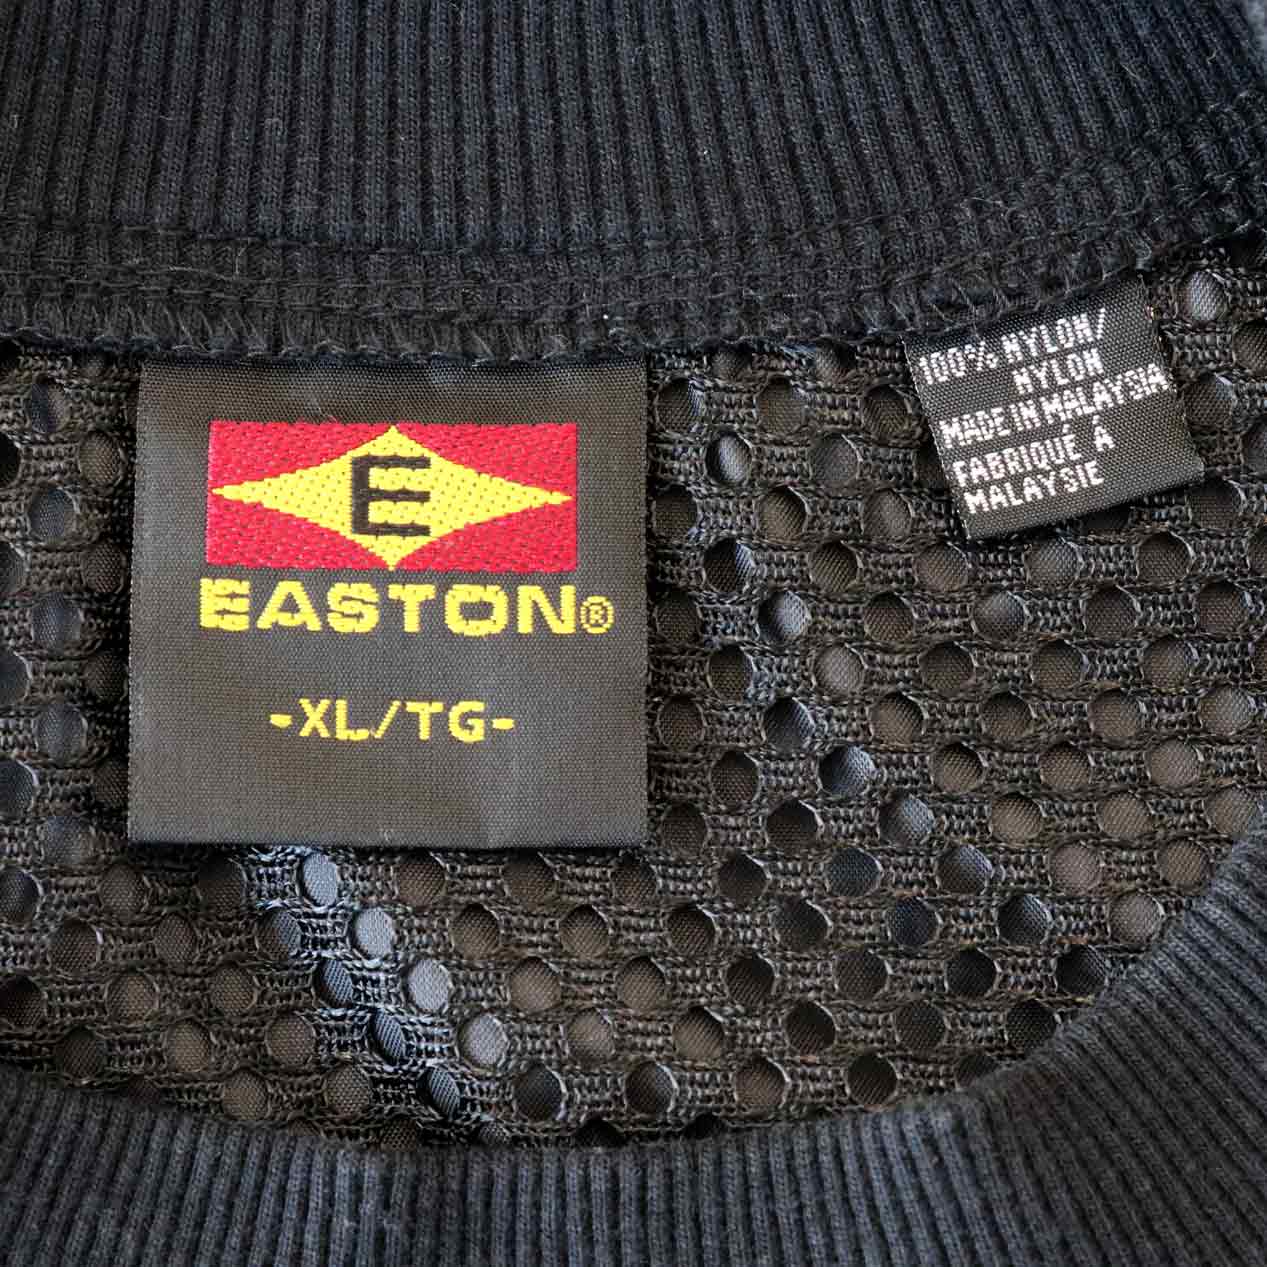 E
EASTON®
-XL/TG-
100% NYLON/
NYLON
MADE IN MALAYSIA
FABRIQUÉ À
MALAYSIE